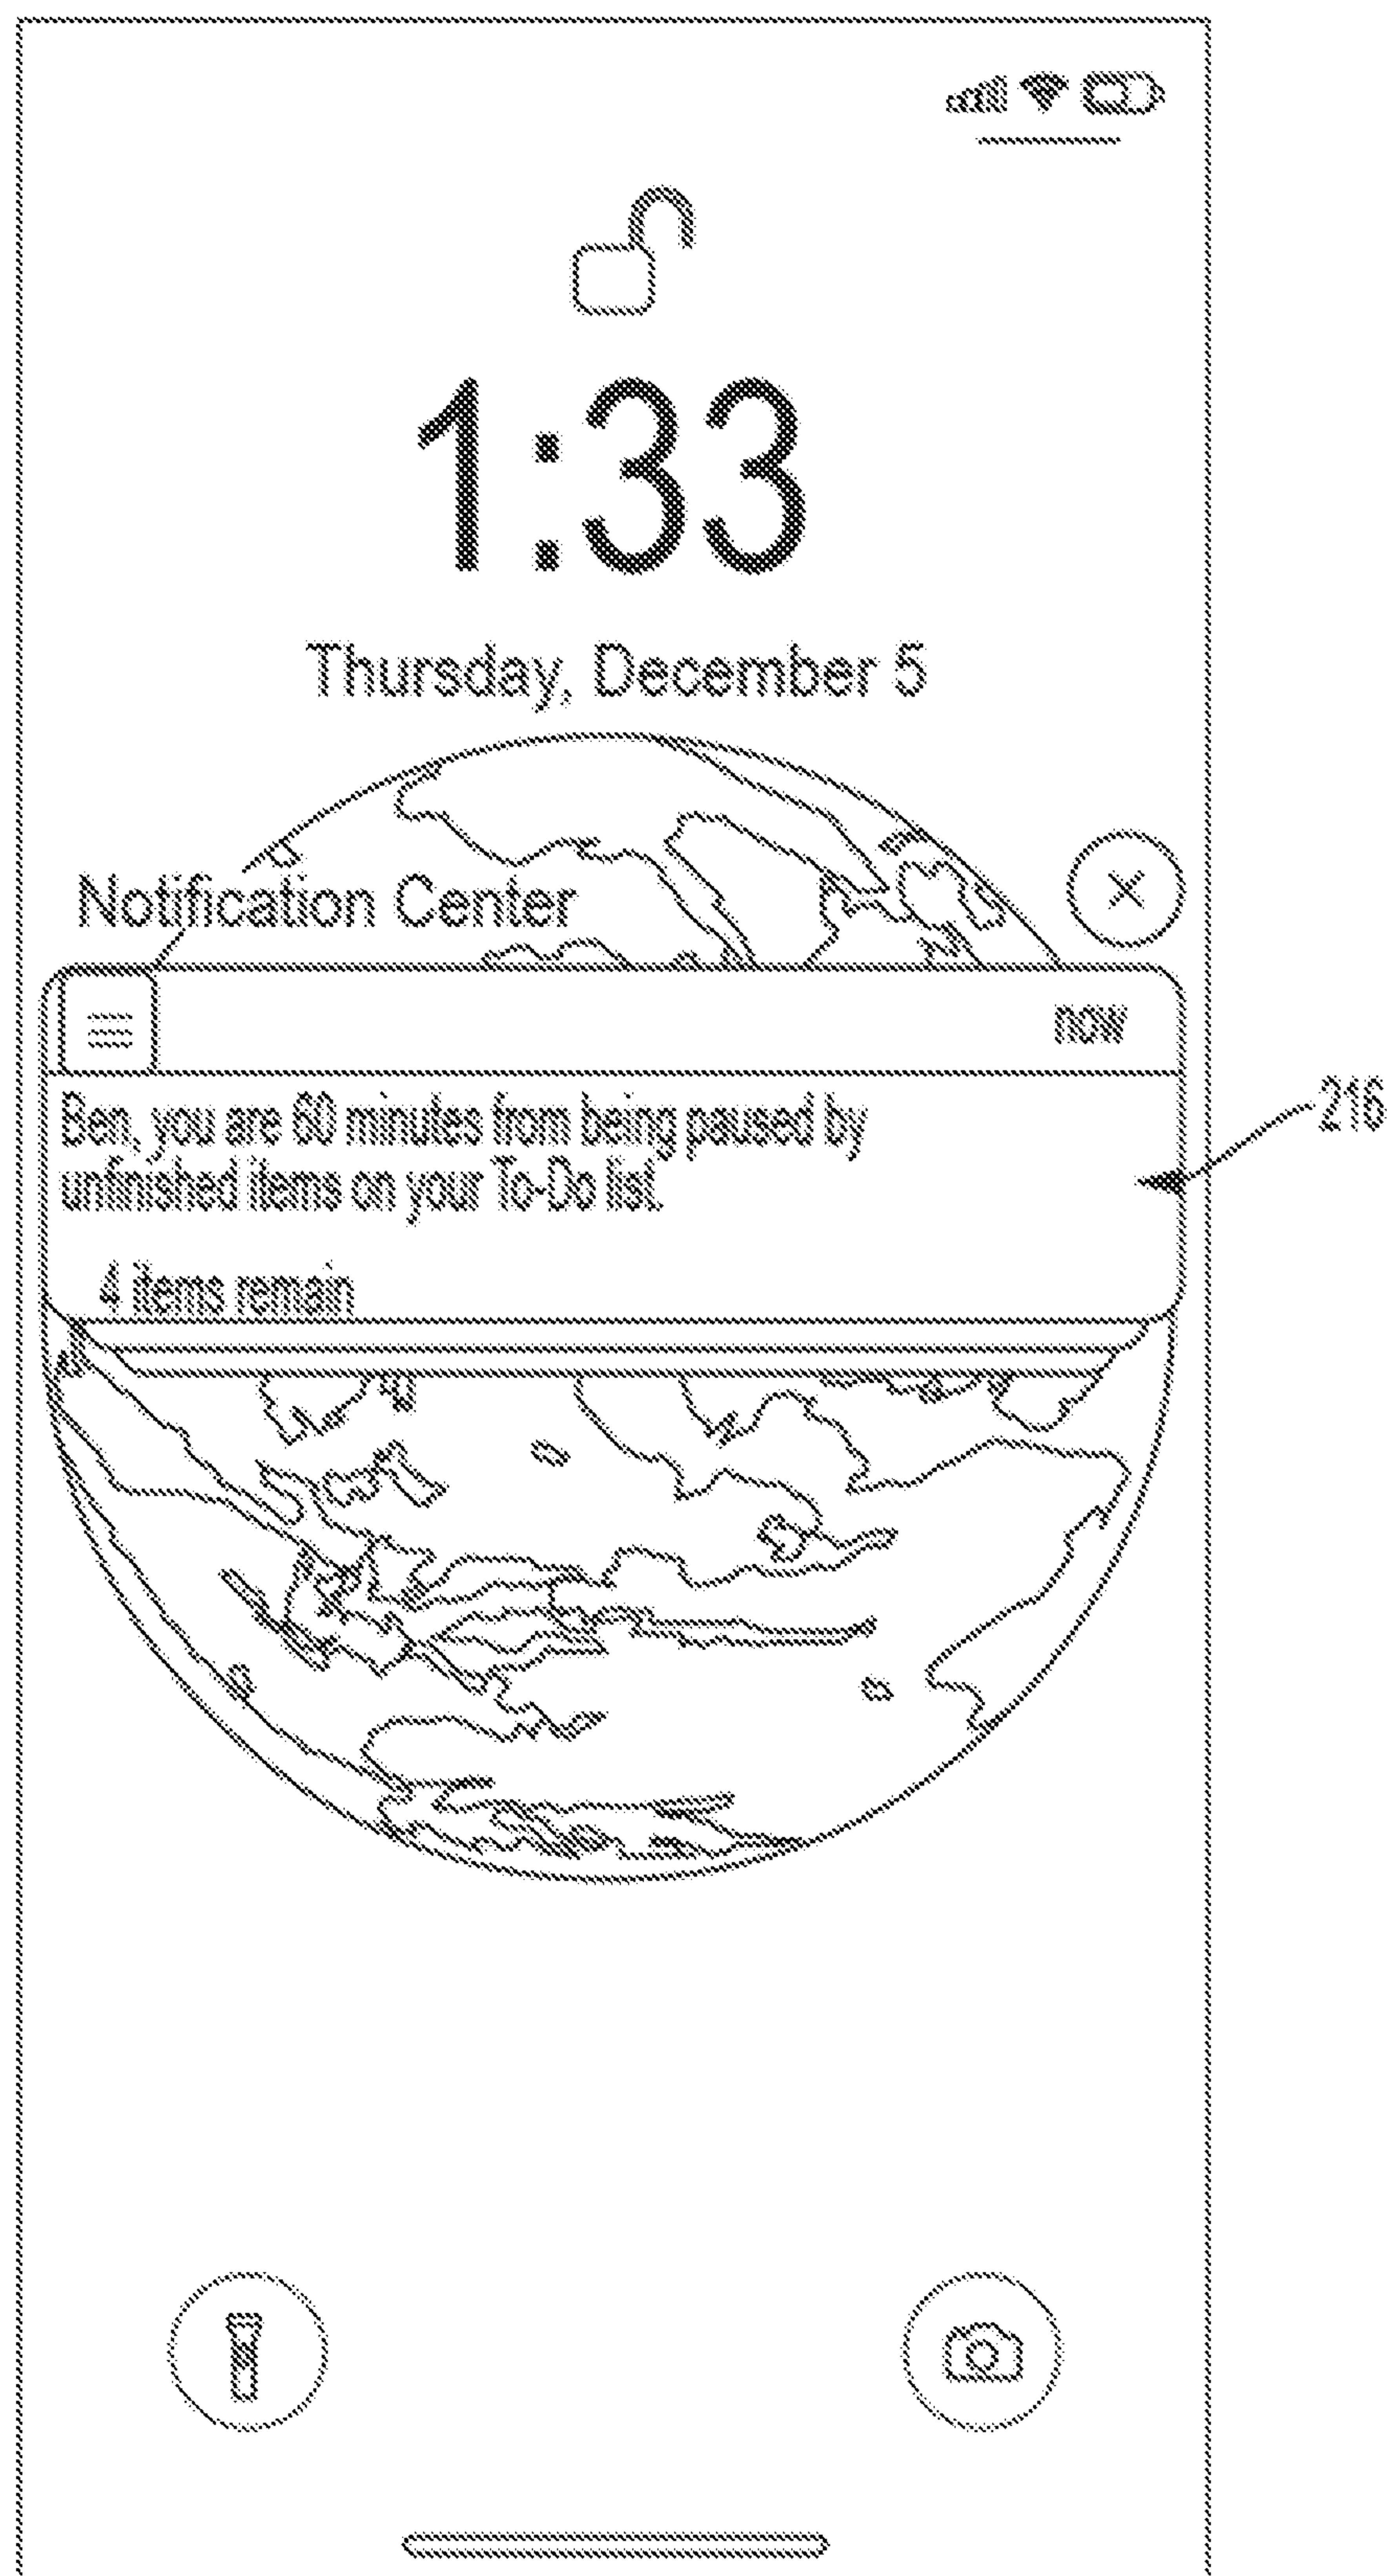 1:33
Thursday, December 5
Notification Center
now
Ben, you are 60 minutes from being paused by
unfinished items on your To-Do list.
4 items remain
216